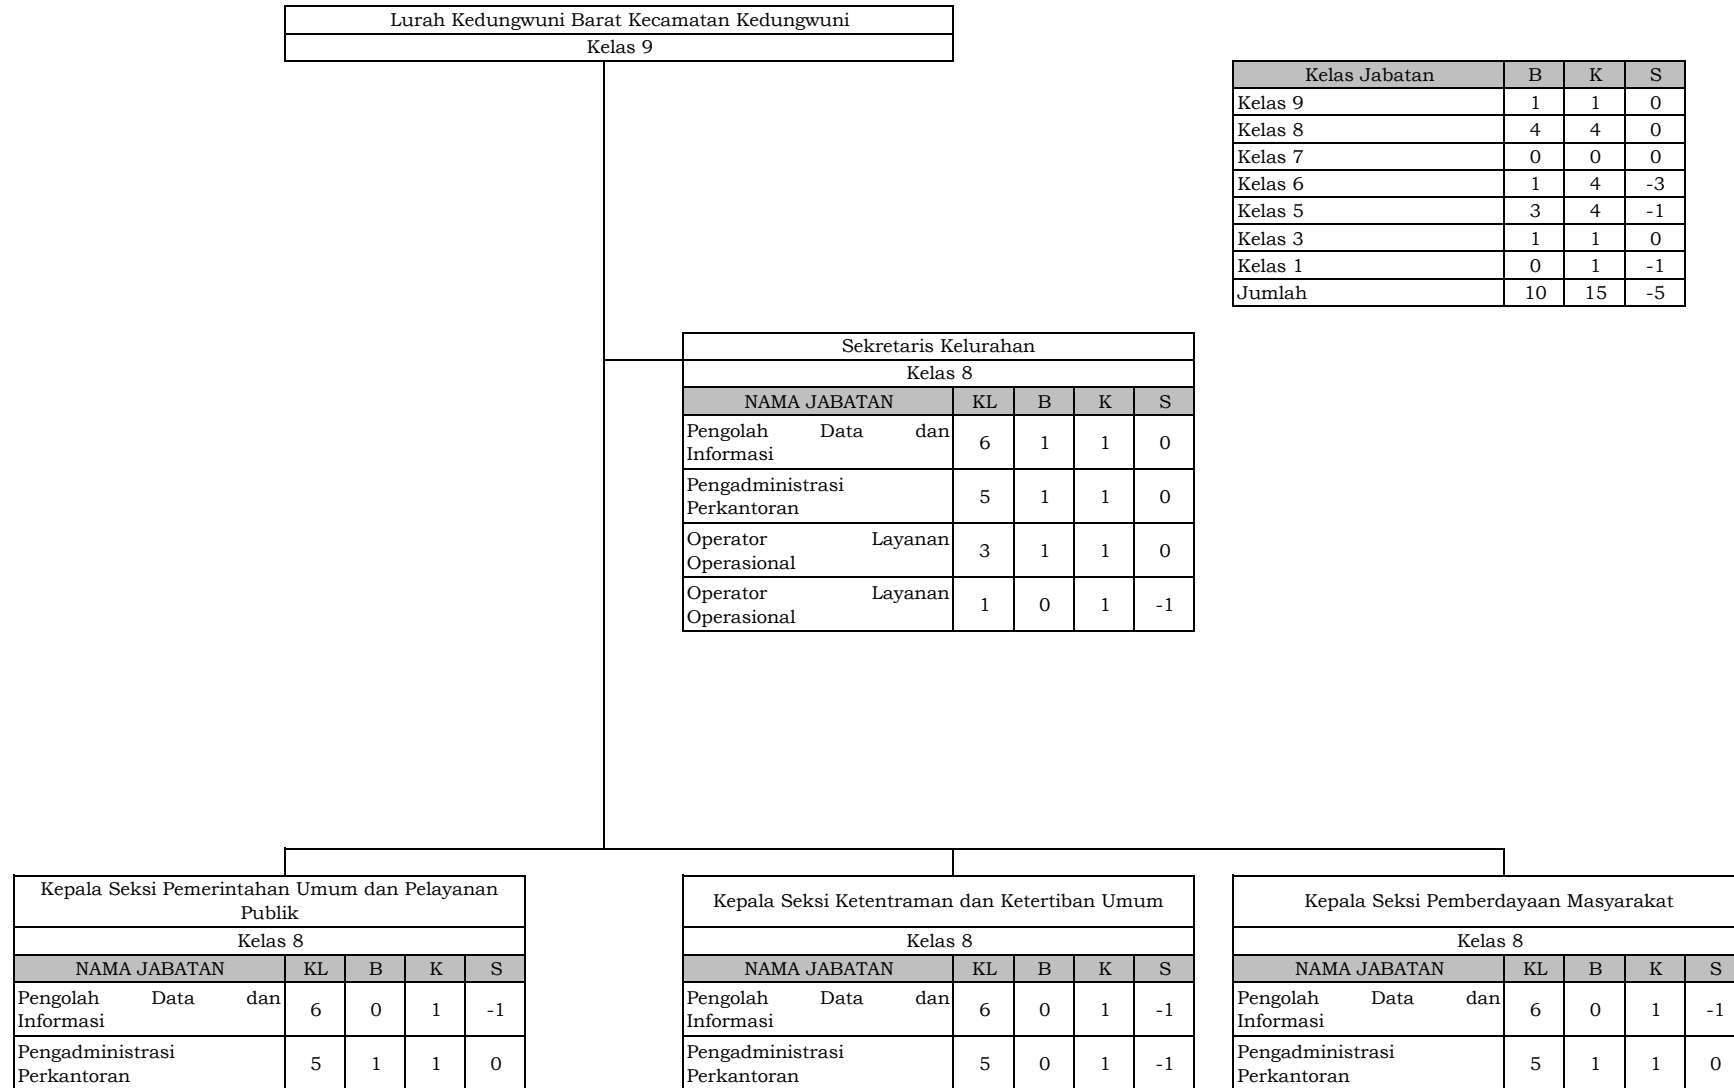 Lurah Kedungwuni Barat Kecamatan Kedungwuni
Kelas 9
Kelas Jabatan B K S
Kelas 9 1 1 0
Kelas 8 4 4 0
Kelas 7 0 0 0
Kelas 6 1 4 -3
Kelas 5 3 4 -1
Kelas 3 1 1 0
Kelas 1 0 1 -1
Jumlah 10 15 -5
Sekretaris Kelurahan
Kelas 8
NAMA JABATAN KL B K S
Pengolah Data dan
Informasi 6 1 1 0
Pengadministrasi
Perkantoran 5 1 1 0
Operator Layanan
Operasional 3 1 1 0
Operator Layanan
Operasional 1 0 1 -1
Kepala Seksi Pemerintahan Umum dan Pelayanan
Publik
Kelas 8
NAMA JABATAN KL B K S
Pengolah Data dan
Informasi 6 0 1 -1
Pengadministrasi
Perkantoran 5 1 1 0
Kepala Seksi Ketentraman dan Ketertiban Umum
Kelas 8
NAMA JABATAN KL B K S
Pengolah Data dan
Informasi 6 0 1 -1
Pengadministrasi
Perkantoran 5 0 1 -1
Kepala Seksi Pemberdayaan Masyarakat
Kelas 8
NAMA JABATAN KL B K S
Pengolah Data dan
Informasi 6 0 1 -1
Pengadministrasi
Perkantoran 5 1 1 0